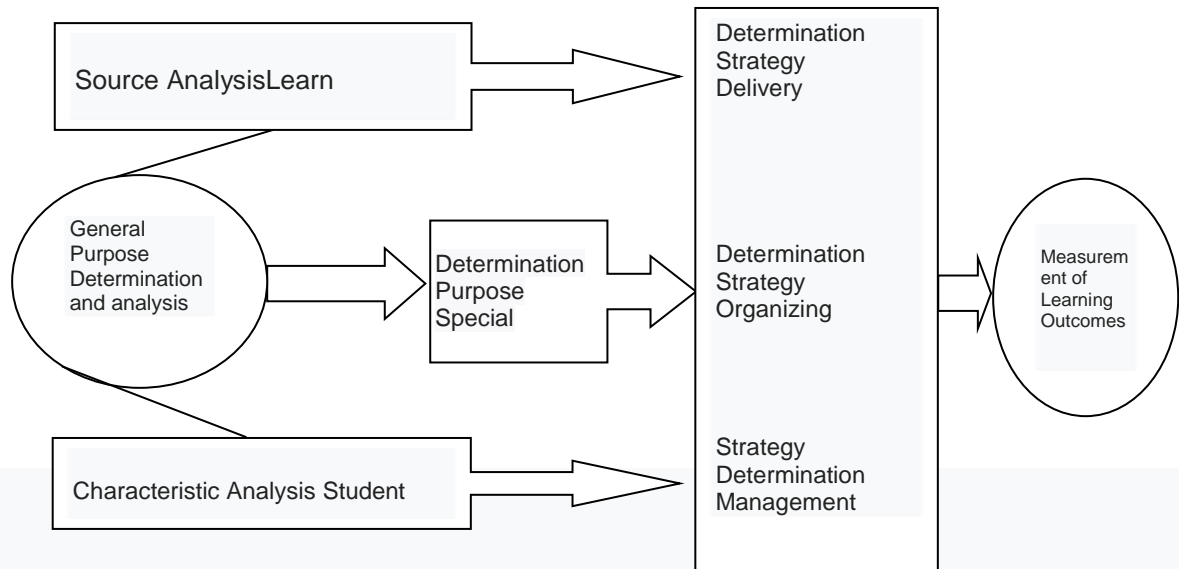 Source AnalysisLearn
Determination
Strategy
Delivery
General
Purpose
Determination
and analysis
Determination
Purpose
Special
Determination
Strategy
Organizing
Measurem
ent of
Learning
Outcomes
Characteristic Analysis Student
Strategy
Determination
Management